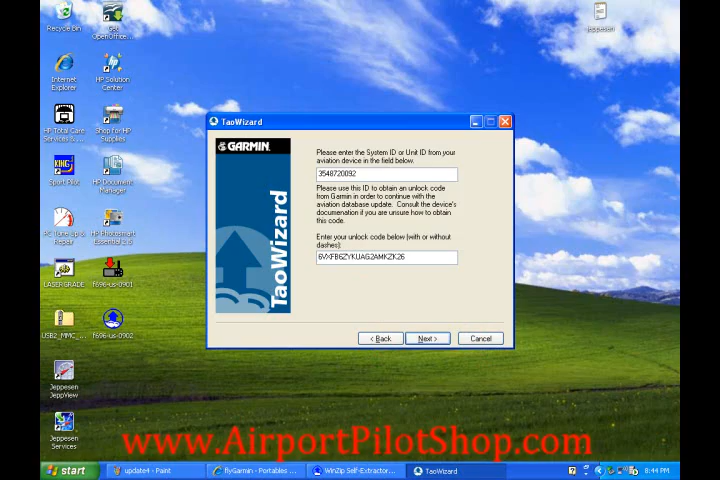 Recycle Bin
OpenOffice...
Jeppesen
Internet
Explorer
HP Solution
Center
HP Total Care
Services & ...
Shop for HP
Supplies
KING
Sport Pilot
HP Document
Manager
PC Tune-Up &
Repair
HP Photosmart
Essential 2.0
LASERGRADE
f696-us-0901
USB2_MMC_...
f696-us-0902
Jeppesen
JeppView
Jeppesen
Services
TaoWizard
GARMIN
TaoWizard
Please enter the System ID or Unit ID from your
aviation device in the field below.
3548720092
Please use this ID to obtain an unlock code
from Garmin in order to continue with the
aviation database update. Consult the device's
documenation if you are unsure how to obtain
this code.
Enter your unlock code below (with or without
dashes):
6VXFB6ZYKUAG2AMKZK26
< Back
Next >
Cancel
www.AirportPilotShop.com
start
update4 - Paint
flyGarmin - Portables ...
WinZip Self-Extractor...
TaoWizard
8:44 PM